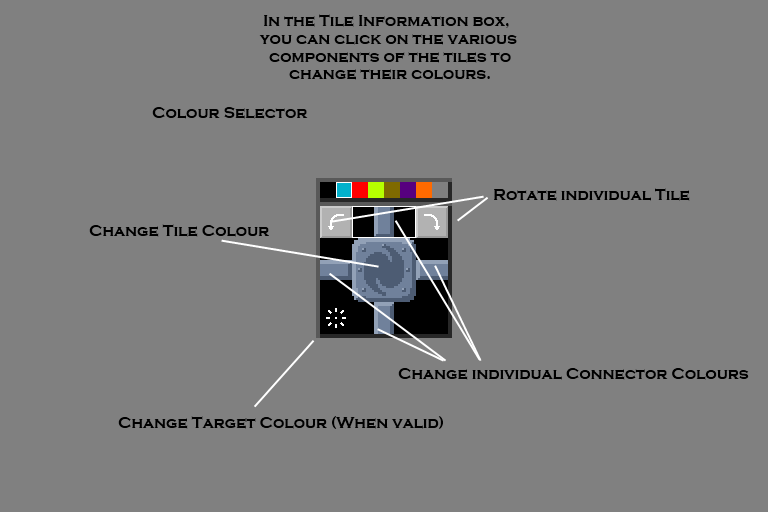 In the Tile Information box,
you can click on the various
components of the tiles to
change their colours.
Colour Selector
Rotate individual Tile
Change Tile Colour
Change individual Connector Colours
Change Target Colour (When valid)